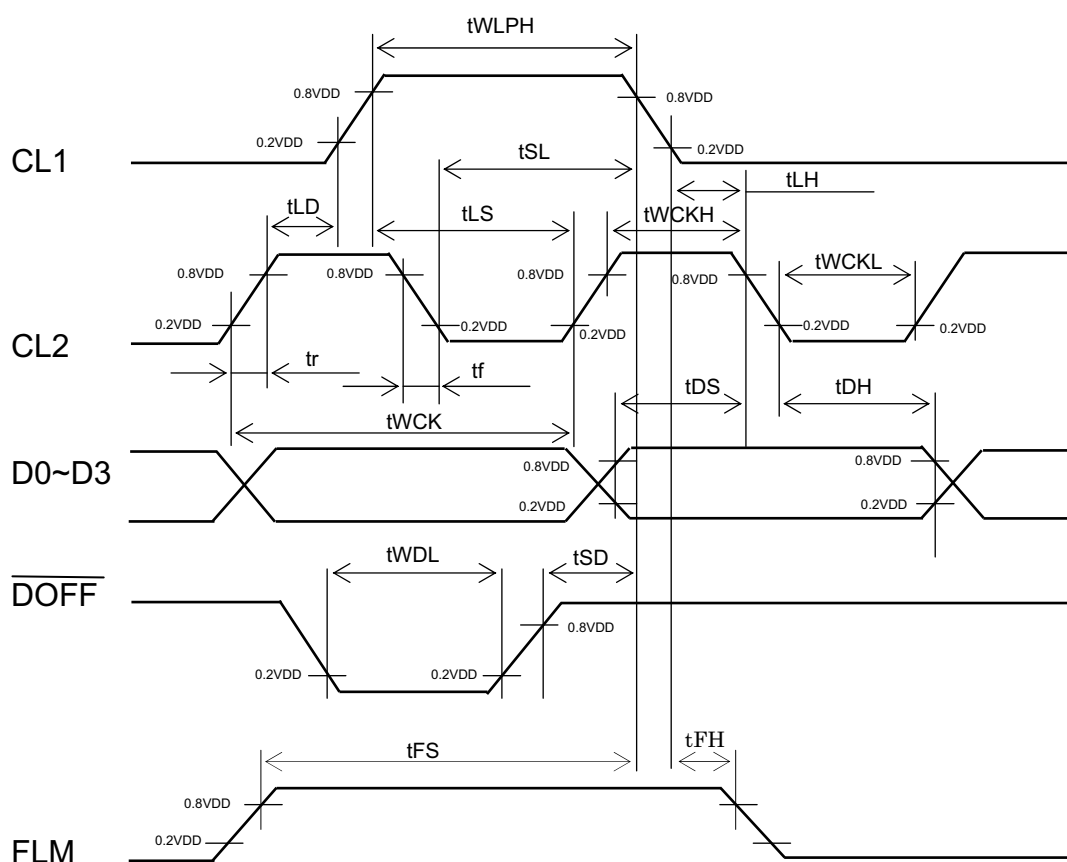 tWLPH
0.8VDD
0.8VDD
0.2VDD
0.2VDD
CL1
tSL
tLH
tLD
tLS
tWCKH
tWCKL
0.8VDD
0.8VDD
0.8VDD
0.8VDD
0.2VDD
0.2VDD
0.2VDD
0.2VDD
0.2VDD
CL2
tr
tf
tDS
tDH
tWCK
D0~D3
0.8VDD
0.8VDD
0.2VDD
0.2VDD
tWDL
tSD
DOFF
0.8VDD
0.2VDD
0.2VDD
tFS
tFH
0.8VDD
0.2VDD
FLM